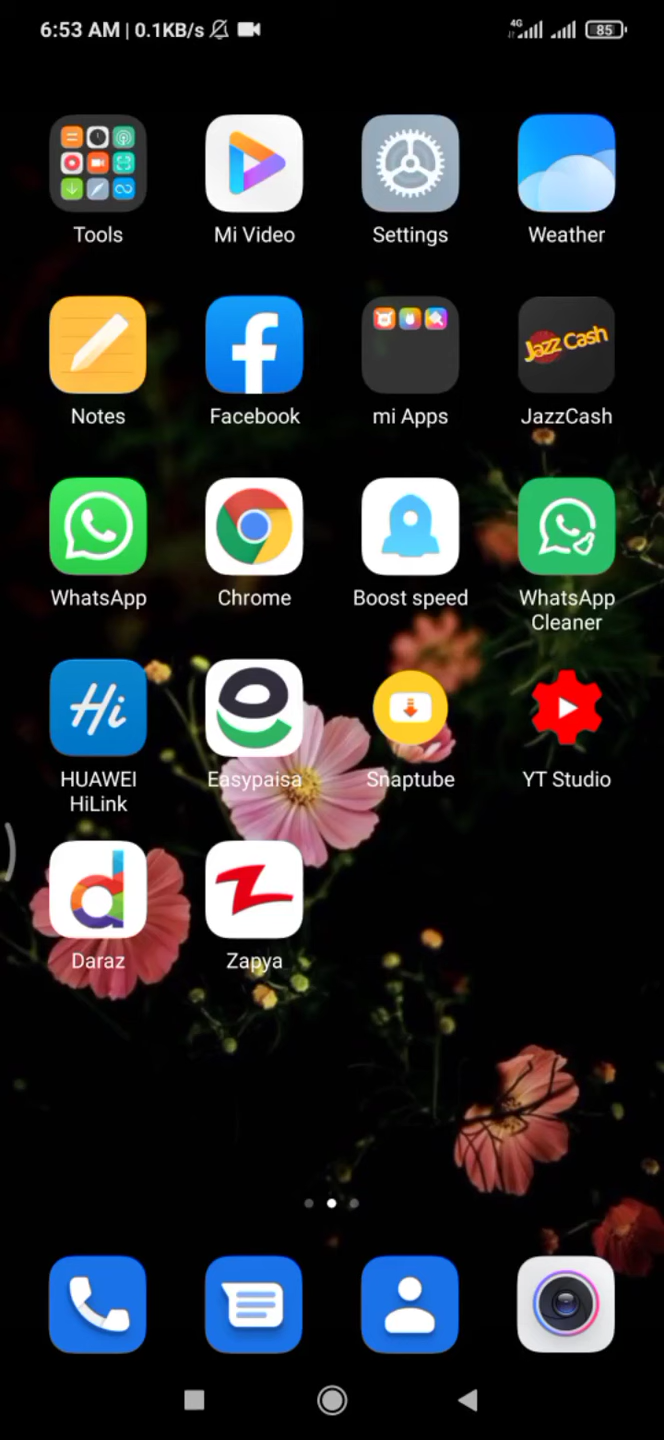 6:53 AM | 0.1KB/s 4G 85
Tools Mi Video Settings Weather
Notes Facebook mi Apps JazzCash
WhatsApp Chrome Boost speed WhatsApp
Cleaner
HUAWEI Easypaisa Snaptube YT Studio
HiLink
Daraz Zapya
Jazz Cash
Hi